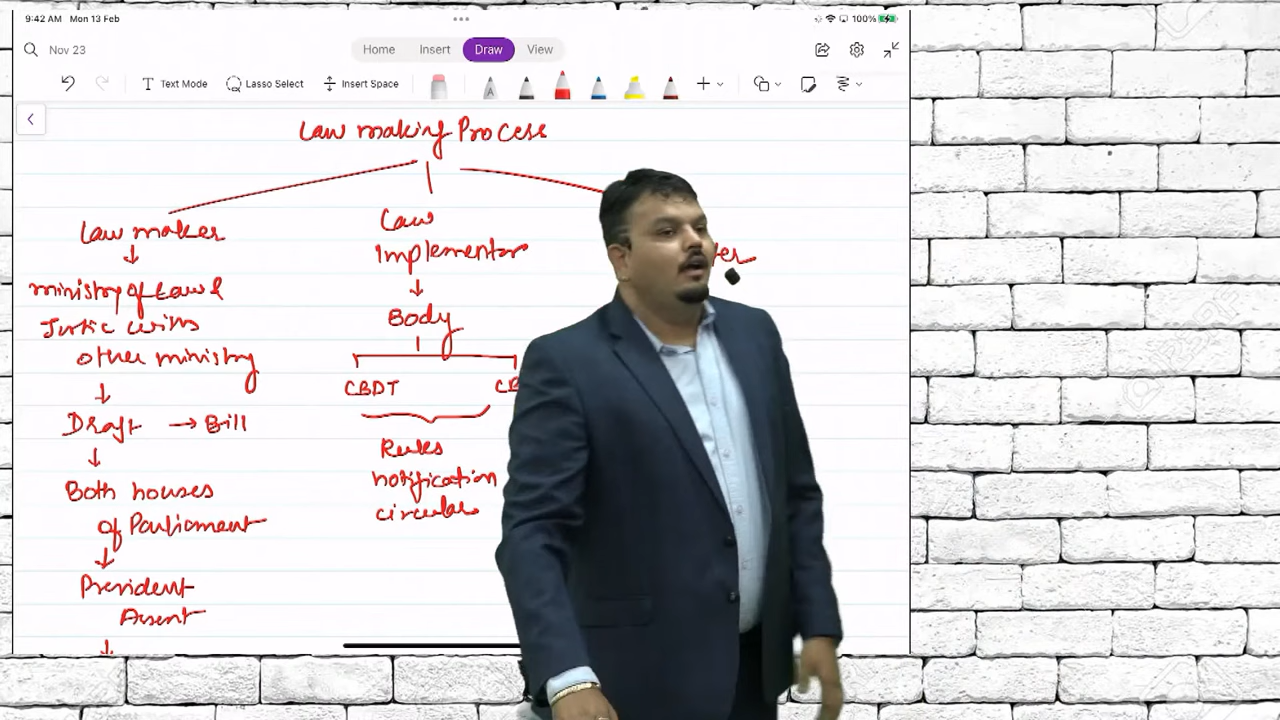 9:42 AM Mon 13 Feb
100%
Nov 23
Home Insert Draw View
Text Mode Lasso Select Insert Space
Law making Process
Law maker
ministry of Law &
Justic with
other ministry
Draft → Bill
Both houses
of Parliament
President
Assent
Law
Implementor
Body
CBDT
Rules
notification
circular